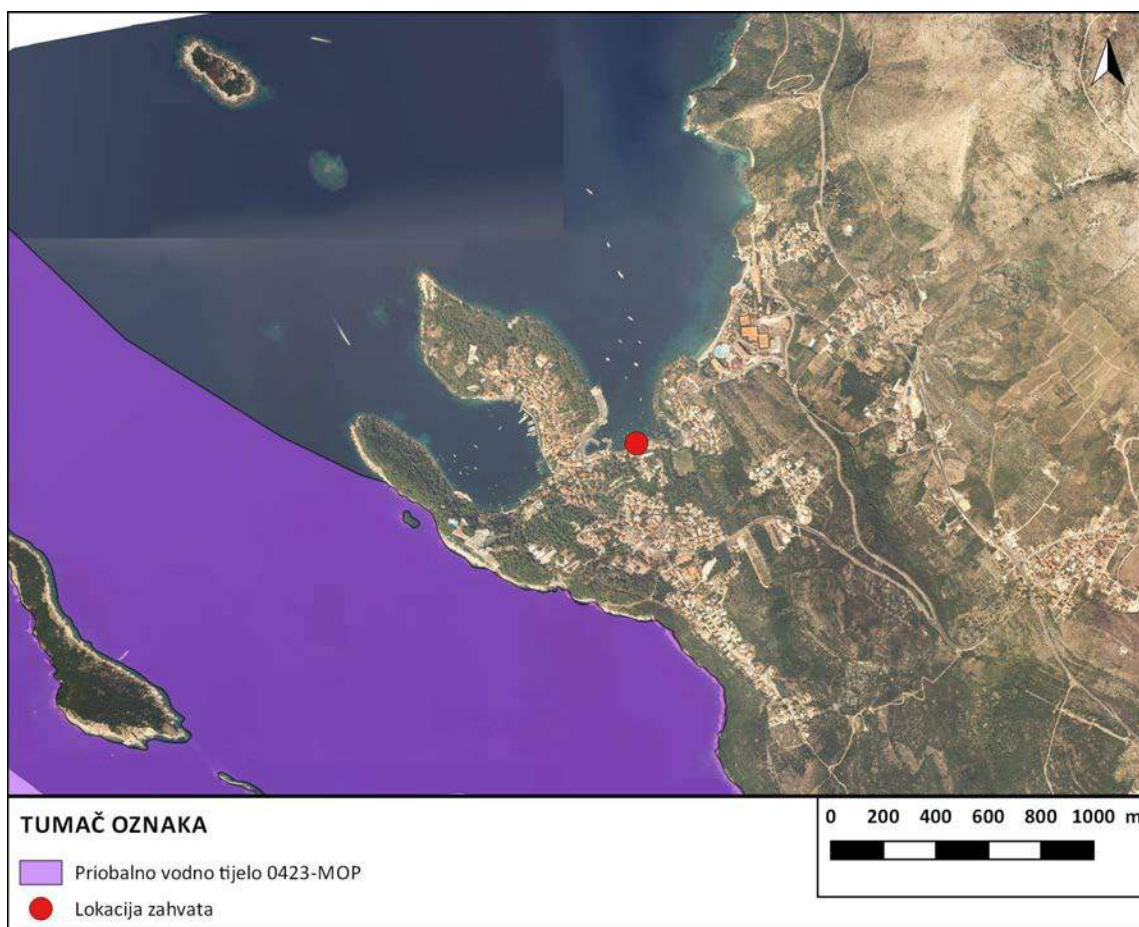 TUMAČ OZNAKA
Priobalno vodno tijelo 0423-MOP
Lokacija zahvata
0 200 400 600 800 1000 m